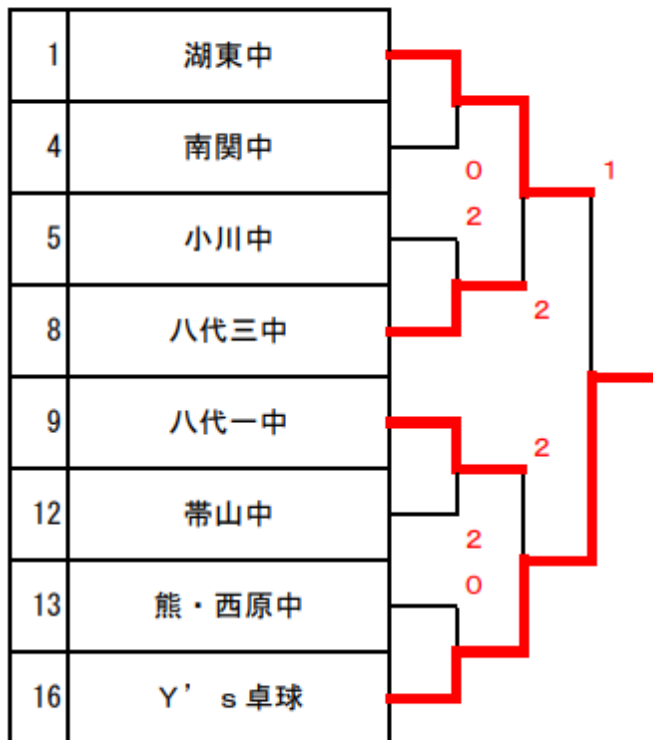 1 湖東中
4 南関中
0
1
5 小川中
2
8 八代三中
2
9 八代一中
2
12 帯山中
2
13 熊・西原中
0
16 Y’s卓球